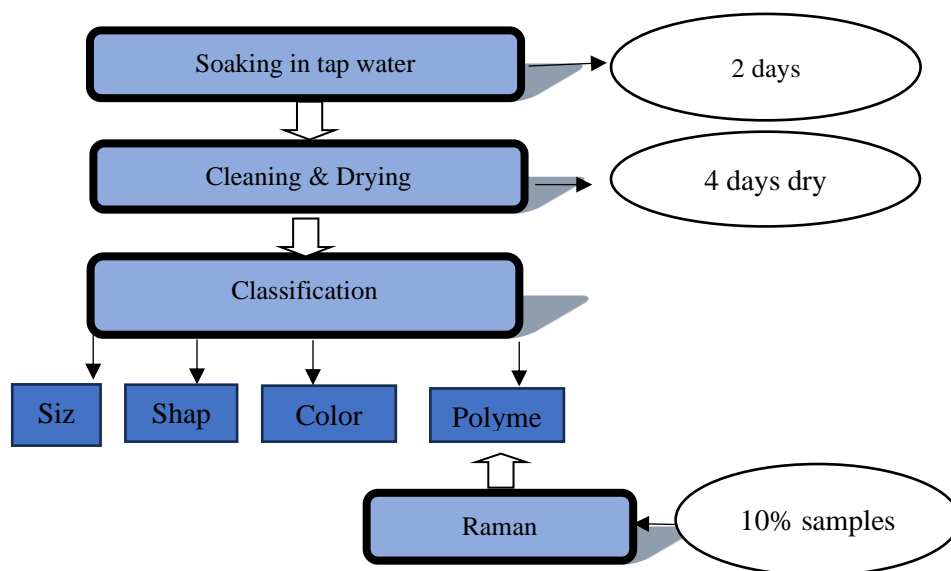 Soaking in tap water
2 days
Cleaning & Drying
4 days dry
Classification
Siz
Shap
Color
Polyme
Raman
10% samples